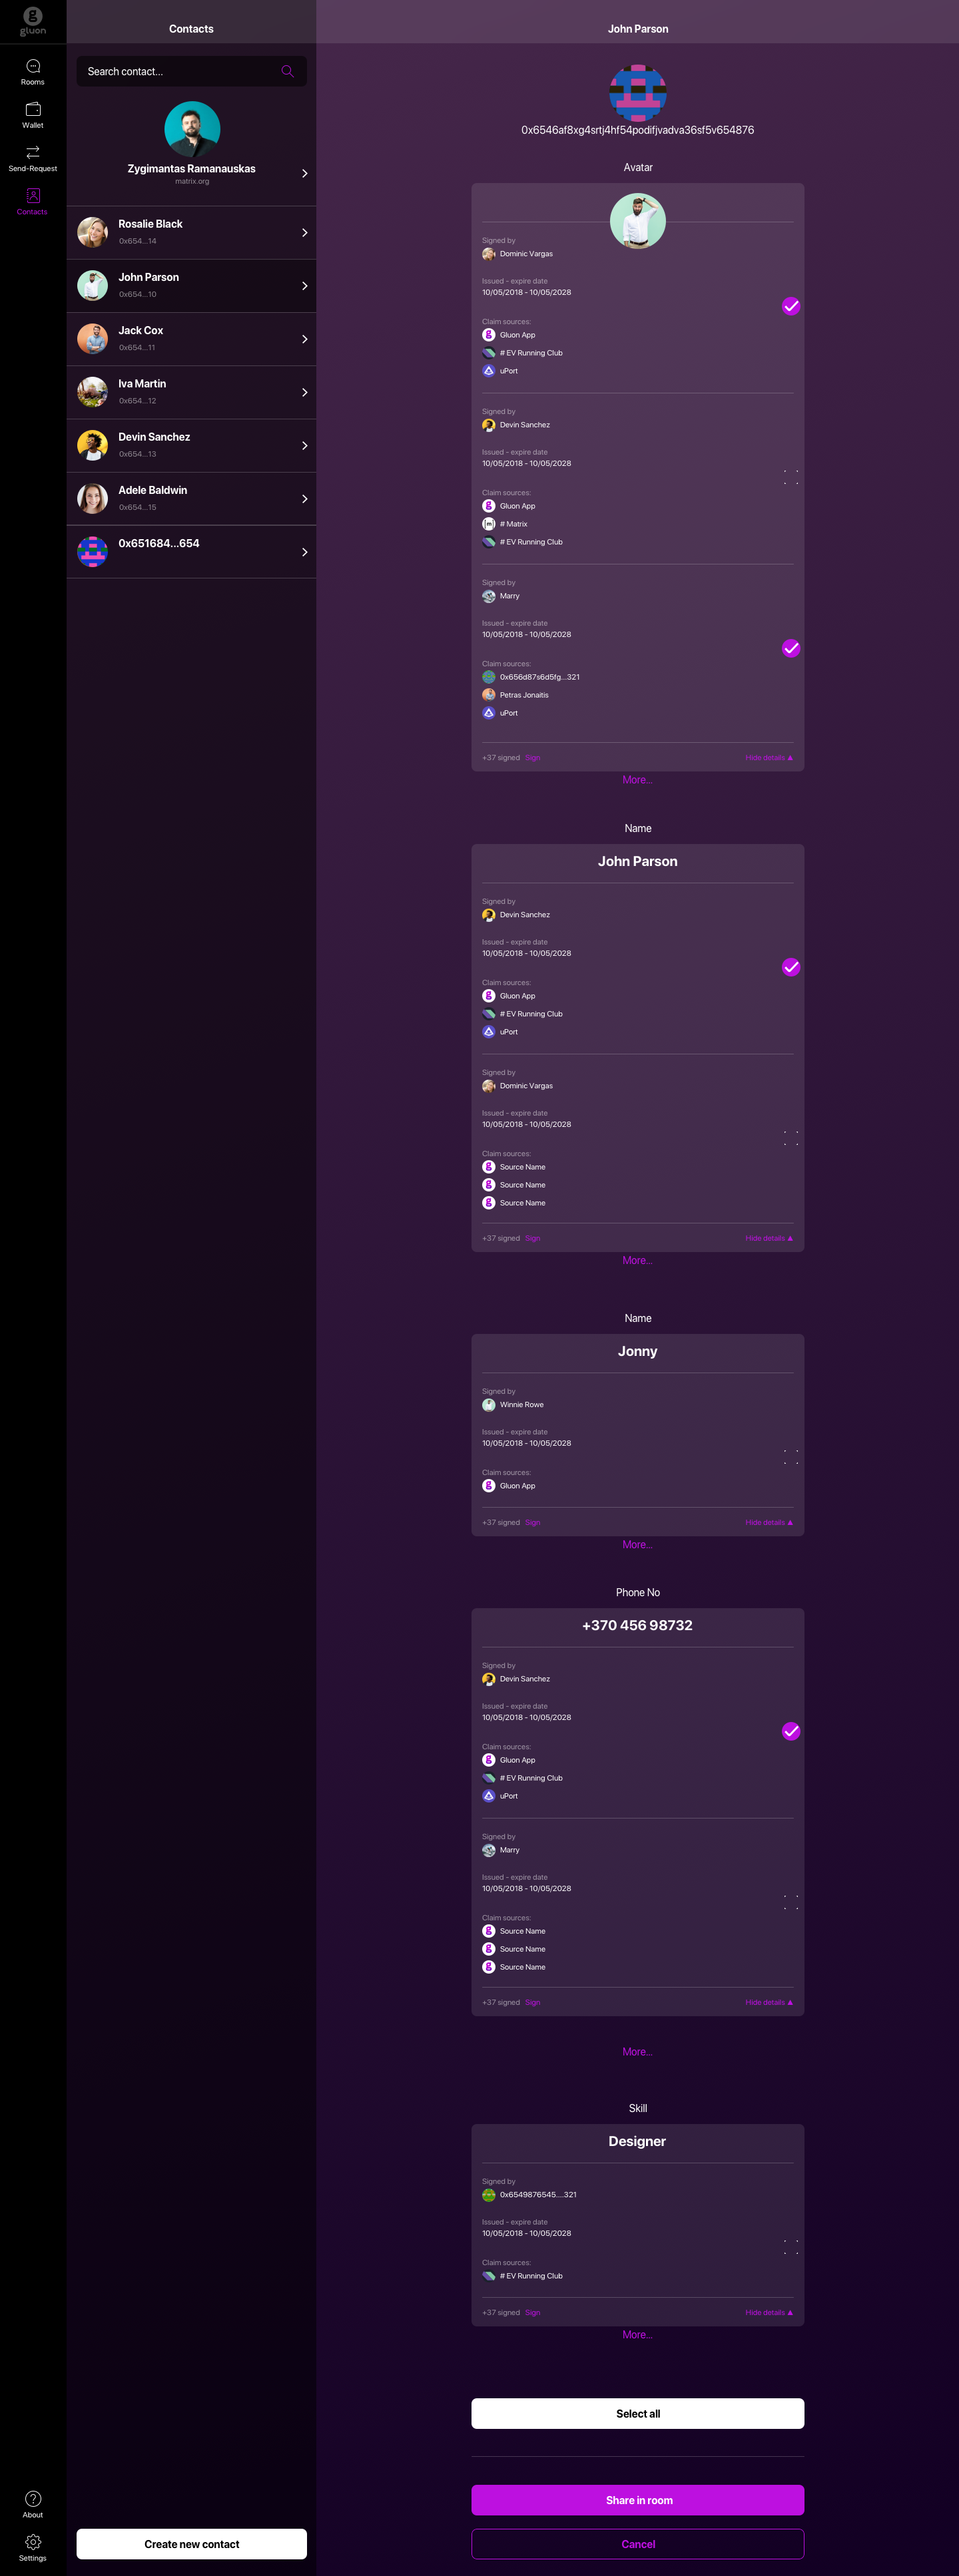 gluon
Rooms
Wallet
Send-Request
Contacts
About
Settings
Contacts
Search contact...
Zygimantas Ramanauskas
matrix.org
Rosalie Black
0x654...14
John Parson
0x654...10
Jack Cox
0x654...11
Iva Martin
0x654...12
Devin Sanchez
0x654...13
Adele Baldwin
0x654...15
0x651684...654
Create new contact
John Parson
0x6546af8xg4srtj4hf54podifjvadva36sf5v654876
Avatar
Signed by
Dominic Vargas
Issued - expire date
10/05/2018 - 10/05/2028
Claim sources:
Gluon App
# EV Running Club
uPort
Signed by
Devin Sanchez
Issued - expire date
10/05/2018 - 10/05/2028
Claim sources:
Gluon App
# Matrix
# EV Running Club
Signed by
Marry
Issued - expire date
10/05/2018 - 10/05/2028
Claim sources:
0x656d87s6d5fg...321
Petras Jonaitis
uPort
+37 signed Sign Hide details
More...
Name
John Parson
Signed by
Devin Sanchez
Issued - expire date
10/05/2018 - 10/05/2028
Claim sources:
Gluon App
# EV Running Club
uPort
Signed by
Dominic Vargas
Issued - expire date
10/05/2018 - 10/05/2028
Claim sources:
Source Name
Source Name
Source Name
+37 signed Sign Hide details
More...
Name
Jonny
Signed by
Winnie Rowe
Issued - expire date
10/05/2018 - 10/05/2028
Claim sources:
Gluon App
+37 signed Sign Hide details
More...
Phone No
+370 456 98732
Signed by
Devin Sanchez
Issued - expire date
10/05/2018 - 10/05/2028
Claim sources:
Gluon App
# EV Running Club
uPort
Signed by
Marry
Issued - expire date
10/05/2018 - 10/05/2028
Claim sources:
Source Name
Source Name
Source Name
+37 signed Sign Hide details
More...
Skill
Designer
Signed by
0x6549876545....321
Issued - expire date
10/05/2018 - 10/05/2028
Claim sources:
# EV Running Club
+37 signed Sign Hide details
More...
Select all
Share in room
Cancel